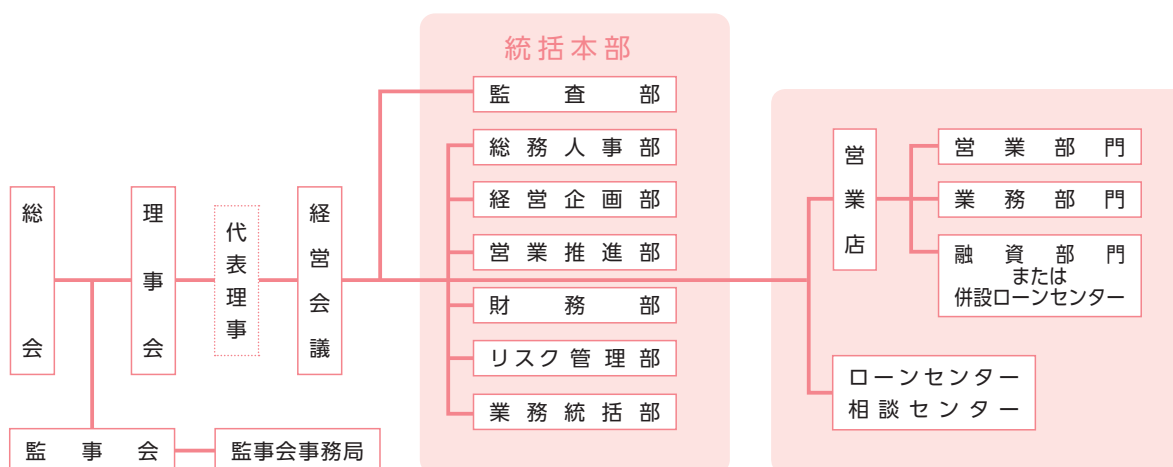 統括本部
監査部
総務人事部
経営企画部
営業推進部
財務部
リスク管理部
業務統括部
総会
理事会
代表理事
経営会議
監事会
監事会事務局
営業店
営業部門
業務部門
融資部門
または
併設ローンセンター
ローンセンター
相談センター